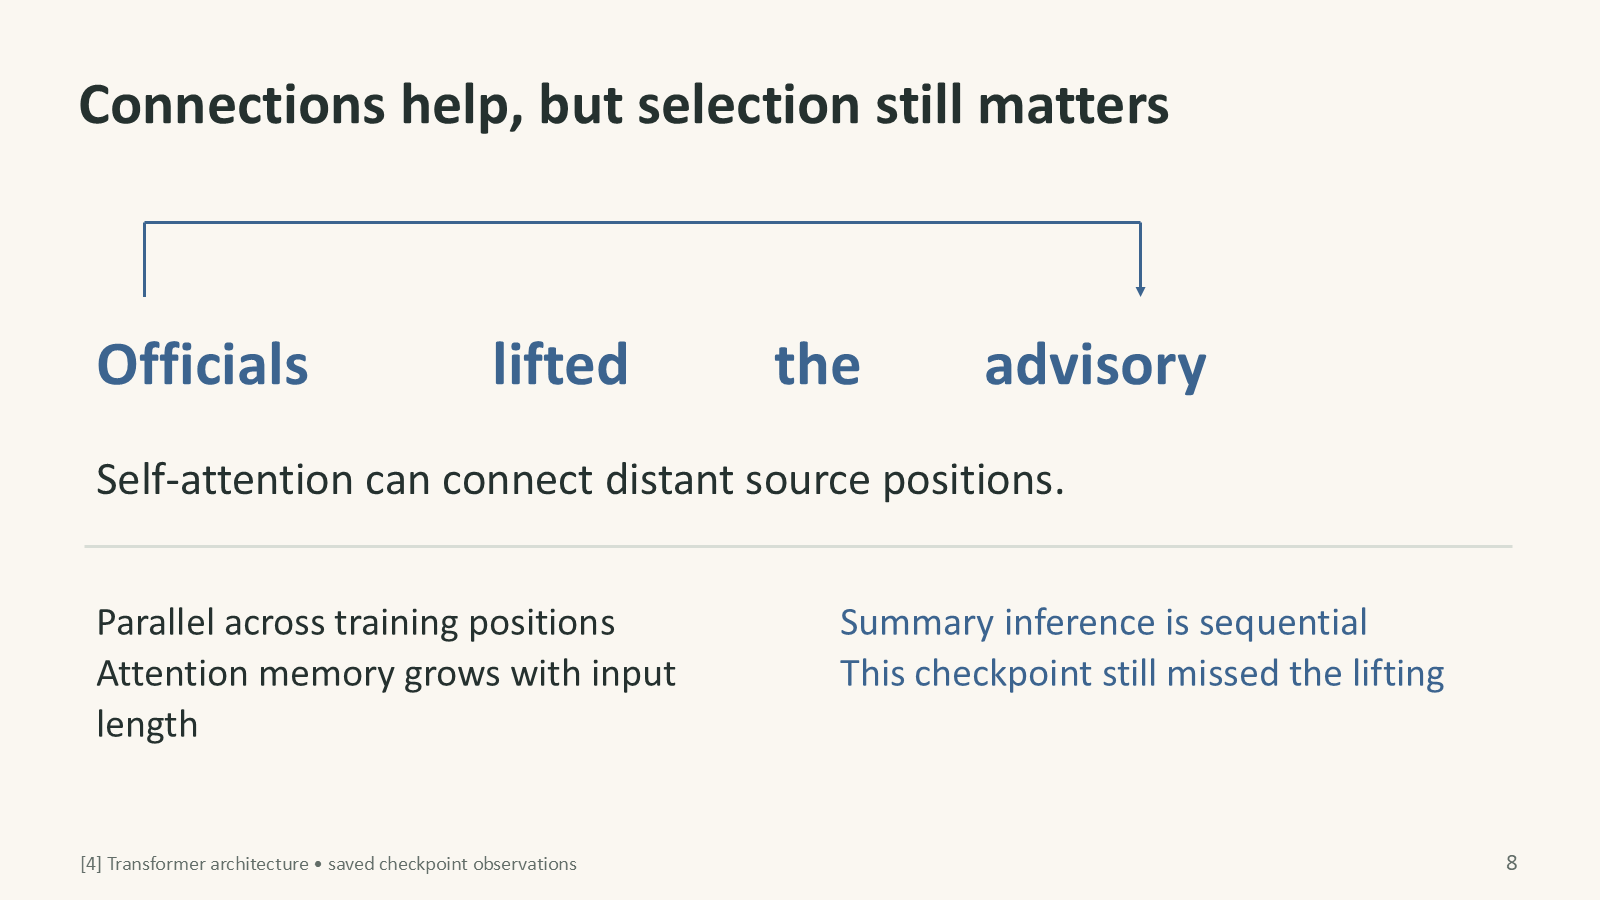 Connections help, but selection still matters
Officials lifted the advisory
Self-attention can connect distant source positions.
Parallel across training positions
Attention memory grows with input
length
Summary inference is sequential
This checkpoint still missed the lifting
[4] Transformer architecture • saved checkpoint observations
8